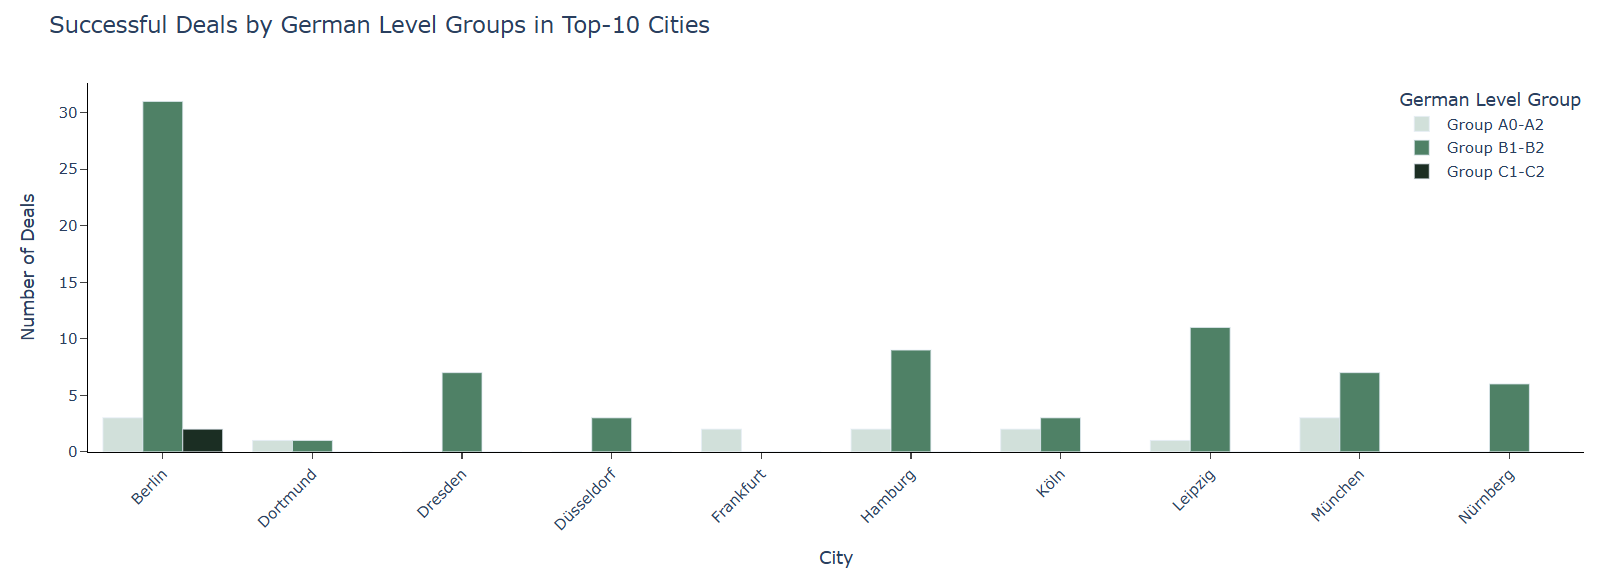 Successful Deals by German Level Groups in Top-10 Cities
German Level Group
Group A0-A2
Group B1-B2
Group C1-C2
Number of Deals
30
25
20
15
10
5
0
Berlin
Dortmund
Dresden
Düsseldorf
Frankfurt
Hamburg
Köln
Leipzig
München
Nürnberg
City